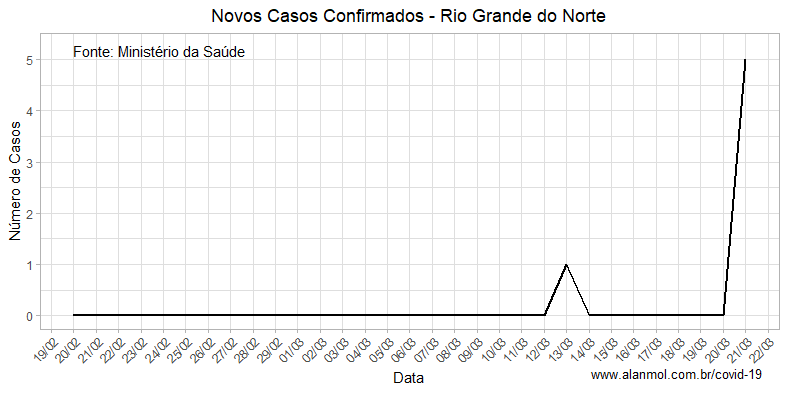 Novos Casos Confirmados - Rio Grande do Norte
Fonte: Ministério da Saúde
Número de Casos
5
4
3
2
1
0
19/02 20/02 21/02 22/02 23/02 24/02 25/02 26/02 27/02 28/02 29/02 01/03 02/03 03/03 04/03 05/03 06/03 07/03 08/03 09/03 10/03 11/03 12/03 13/03 14/03 15/03 16/03 17/03 18/03 19/03 20/03 21/03 22/03
Data
www.alanmol.com.br/covid-19